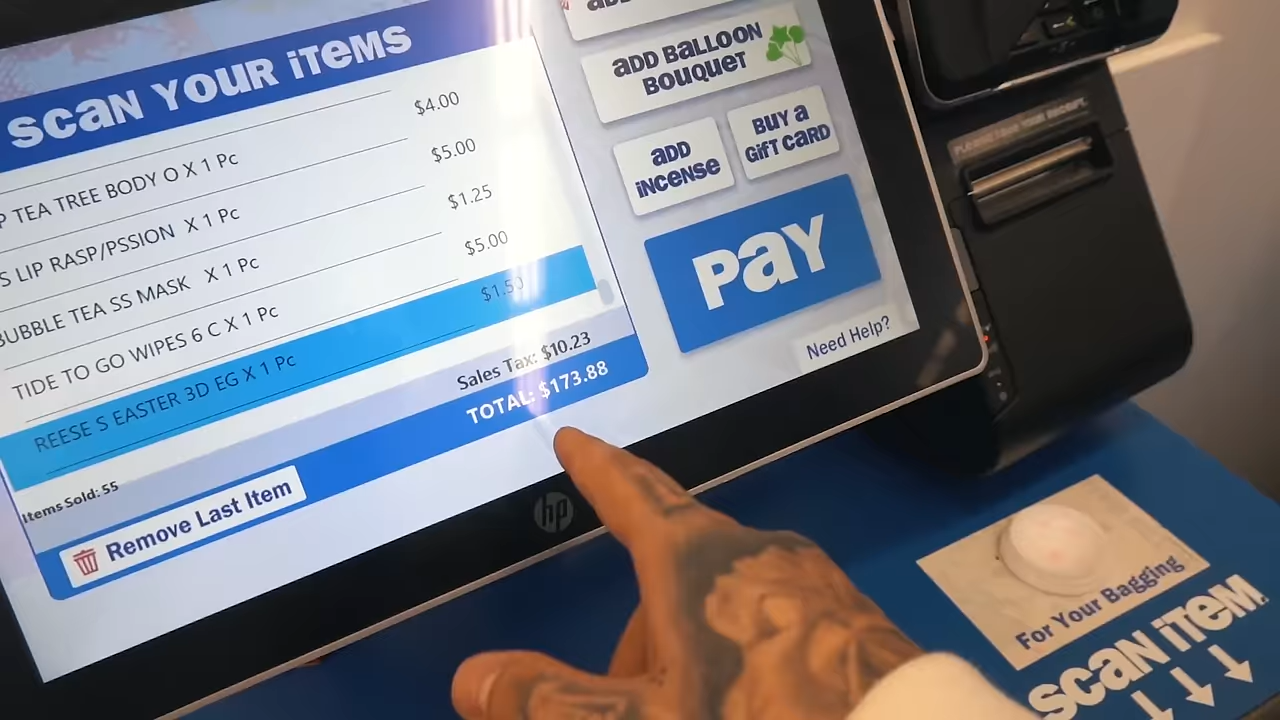 SCAN YOUR iTEMS
$4.00
P TEA TREE BODY O X 1 Pc
$5.00
S LIP RASP/PSSION X 1 Pc
$1.25
BUBBLE TEA SS MASK X 1 Pc
$5.00
TIDE TO GO WIPES 6 C X 1 Pc
$1.50
REESE S EASTER 3D EG X 1 Pc
Sales Tax: $10.23
TOTAL: $173.88
Items Sold: 55
Remove Last Item
aDD BaLLOON
BOUQUET
aDD
iNCENSE
BUY a
GiFT CaRD
PaY
Need Help?
hp
For Your Bagging
SCaN iTEM